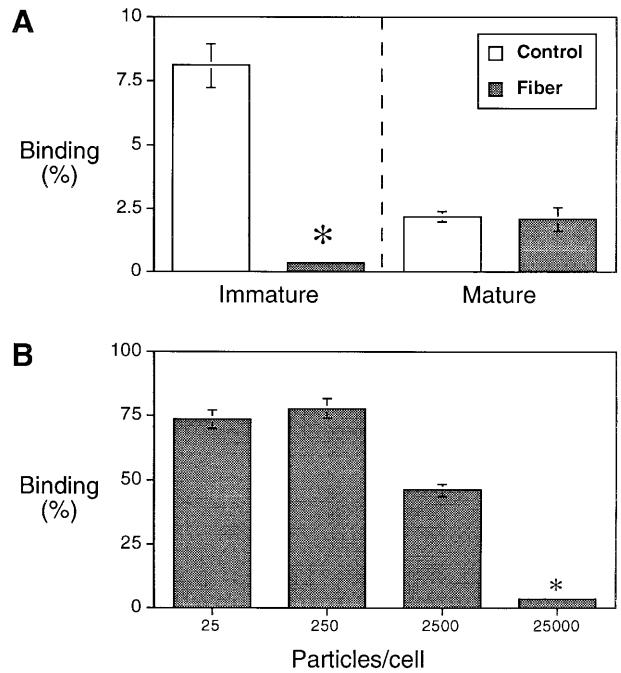 A
10
7.5
5
2.5
0
Binding
(%)
Control
Fiber
*
Immature
Mature
B
100
75
50
25
0
Binding
(%)
*
25
250
2500
25000
Particles/cell